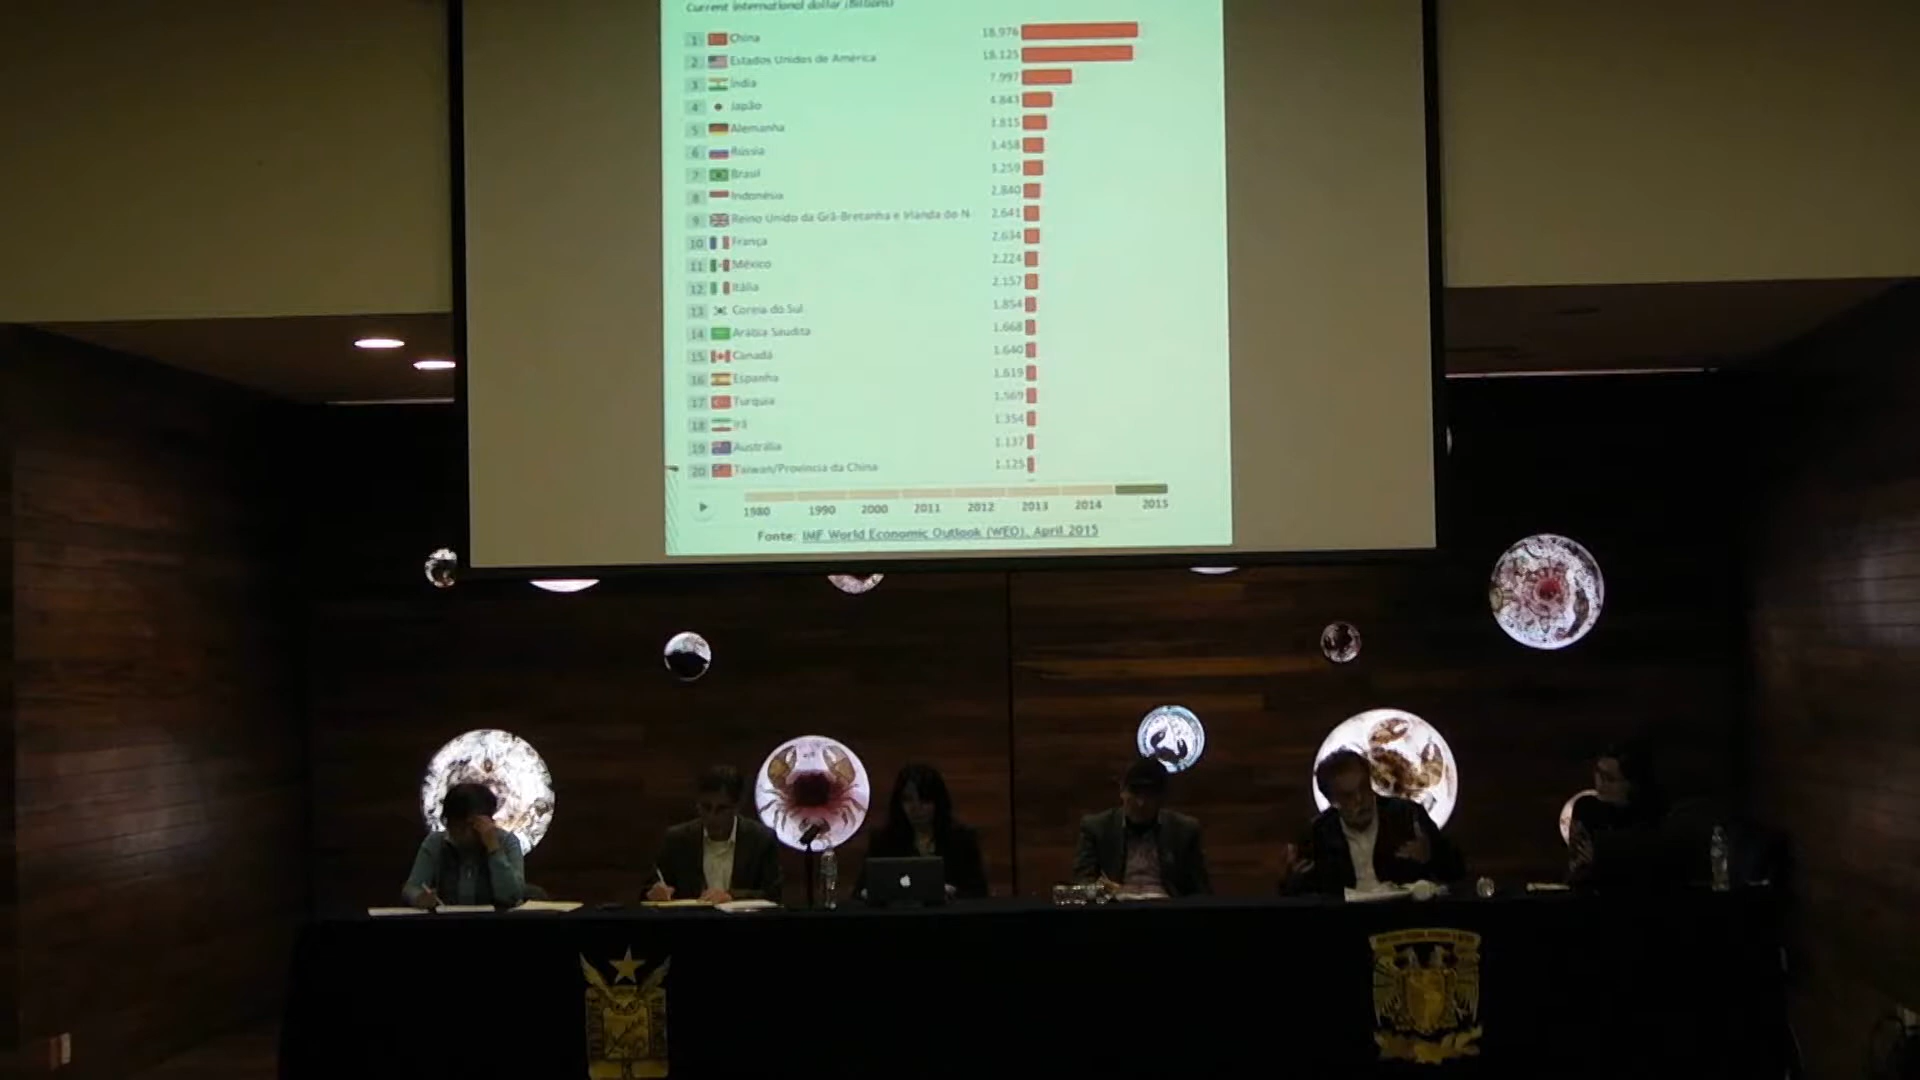 Current international dollar (Billions)
1 China 18.976
2 Estados Unidos de América 18.125
3 Índia 7.997
4 Japão 4.843
5 Alemanha 3.815
6 Rússia 3.458
7 Brasil 3.259
8 Indonésia 2.840
9 Reino Unido da Grã-Bretanha e Irlanda do N 2.641
10 França 2.634
11 México 2.224
12 Itália 2.157
13 Coreia do Sul 1.854
14 Arábia Saudita 1.668
15 Canadá 1.640
16 Espanha 1.619
17 Turquia 1.569
18 Irã 1.354
19 Austrália 1.137
20 Taiwan/Província da China 1.125
1980 1990 2000 2011 2012 2013 2014 2015
Fonte: IMF World Economic Outlook (WEO), April 2015